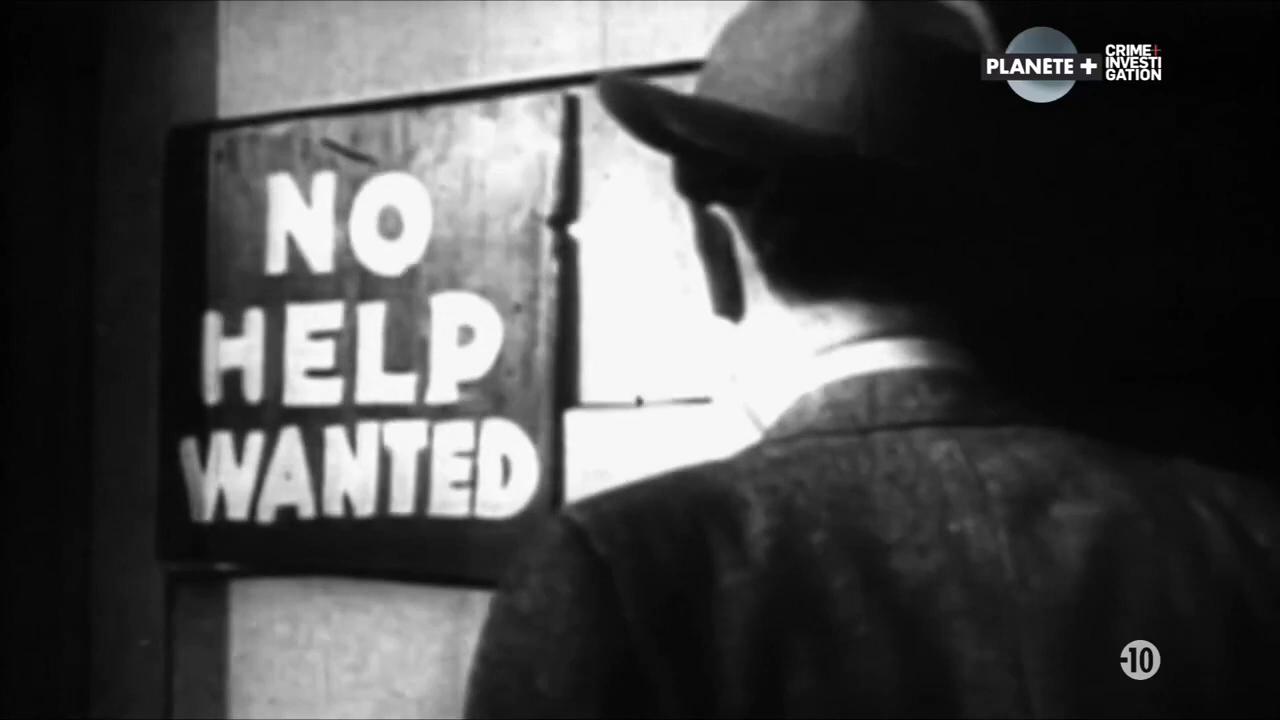 NO
HELP
WANTED
PLANETE +
CRIME+
INVESTI
GATION
-10